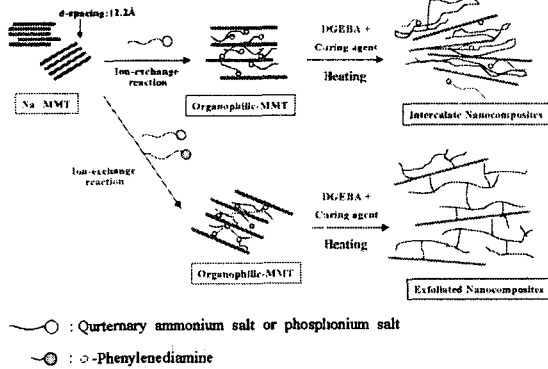 d-spacing:12.2Å
DGEBA +
Curing agent
Ion-exchange
reaction
Heating
Na-MMT
Organophilic-MMT
Intercalate Nanocomposites
Ion-exchange
reaction
DGEBA +
Curing agent
Heating
Organophilic-MMT
Exfoliated Nanocomposites
: Qurternary ammonium salt or phosphonium salt
: o-Phenylenediamine